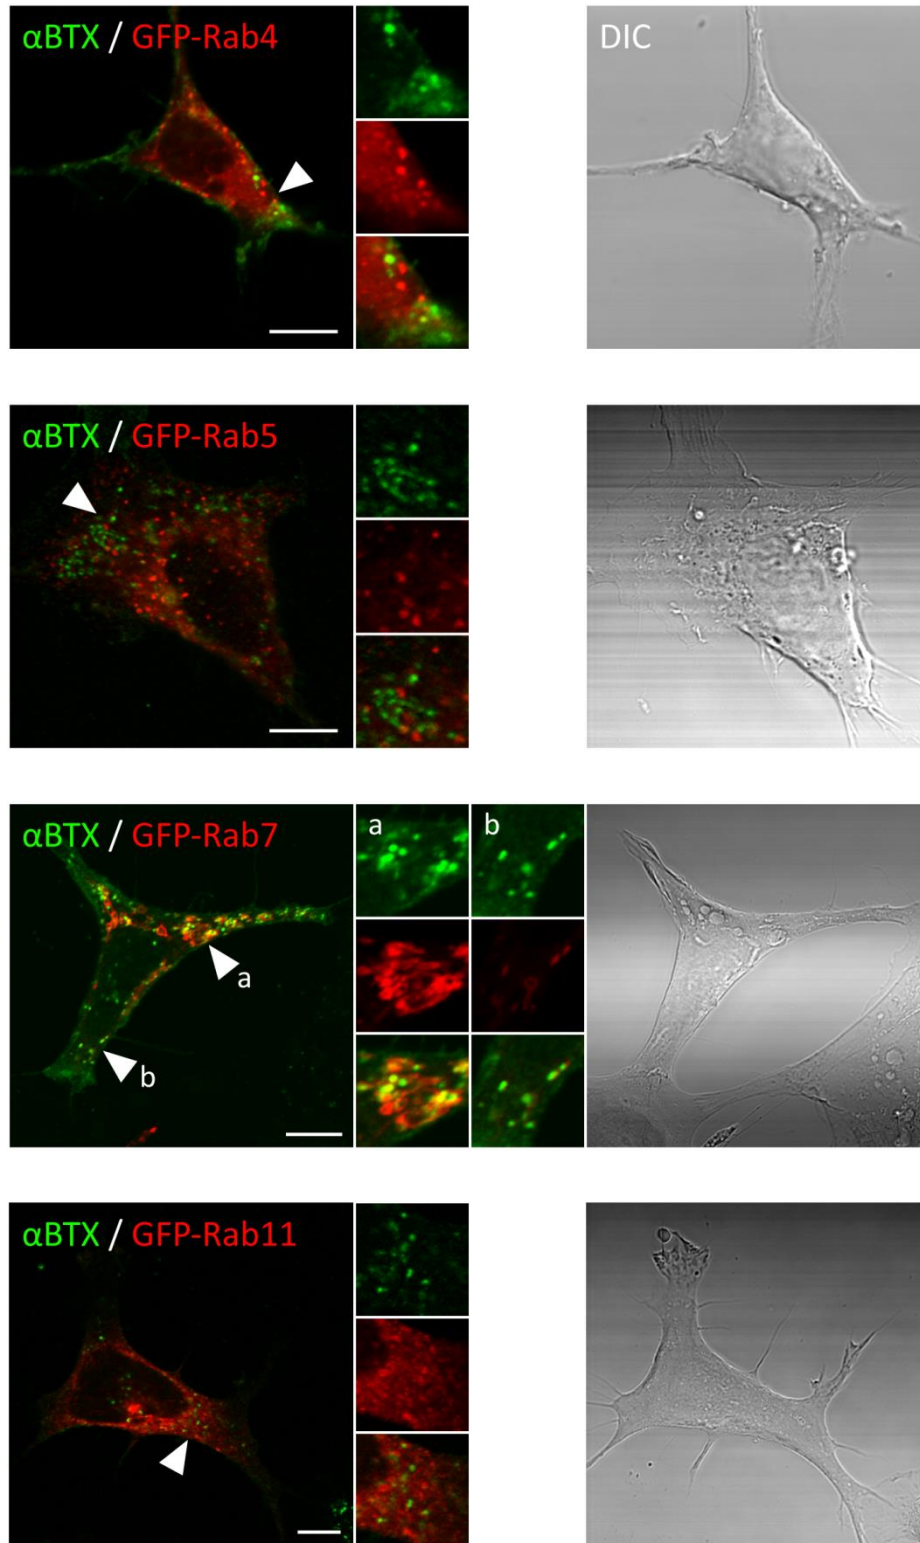 αBTX / GFP-Rab4
DIC
αBTX / GFP-Rab5
αBTX / GFP-Rab7
a
b
a
b
αBTX / GFP-Rab11